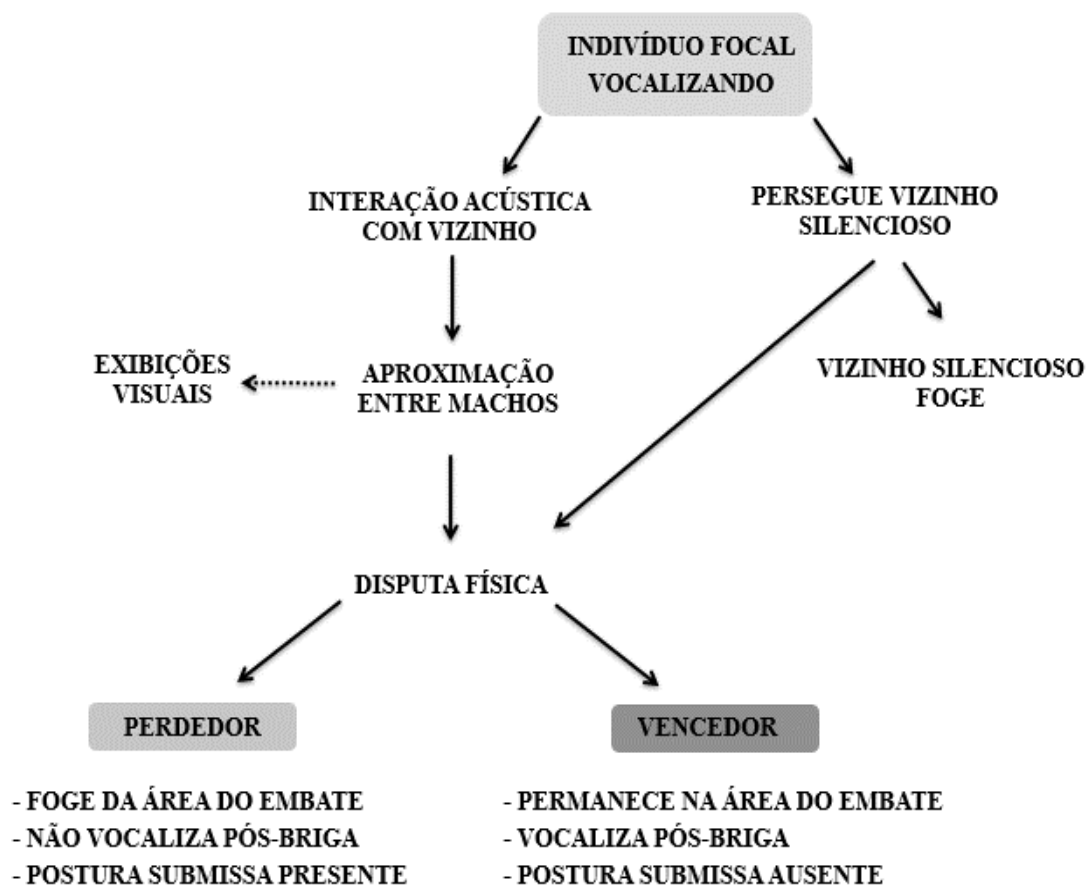 INDIVÍDUO FOCAL
VOCALIZANDO
INTERAÇÃO ACÚSTICA
COM VIZINHO
PERSEGUE VIZINHO
SILENCIOSO
EXIBIÇÕES
VISUAIS
APROXIMAÇÃO
ENTRE MACHOS
VIZINHO SILENCIOSO
FOGE
DISPUTA FÍSICA
PERDEDOR
VENCEDOR
- FOGE DA ÁREA DO EMBATE
- NÃO VOCALIZA PÓS-BRIGA
- POSTURA SUBMISSA PRESENTE
- PERMANECE NA ÁREA DO EMBATE
- VOCALIZA PÓS-BRIGA
- POSTURA SUBMISSA AUSENTE